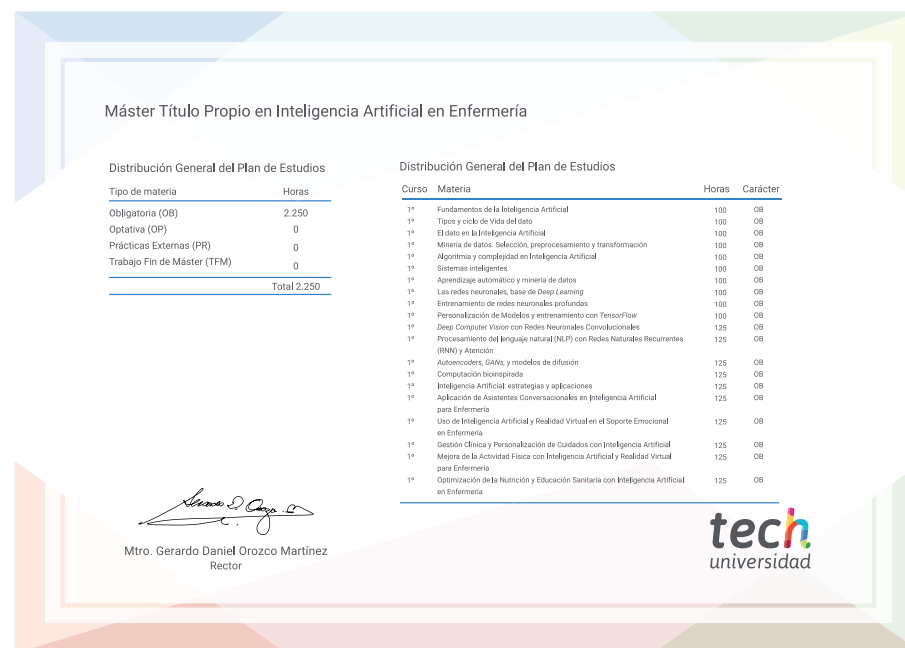 Máster Título Propio en Inteligencia Artificial en Enfermería
Distribución General del Plan de Estudios
Tipo de materia Horas
Obligatoria (OB) 2.250
Optativa (OP) 0
Prácticas Externas (PR) 0
Trabajo Fin de Máster (TFM) 0
Total 2.250
Distribución General del Plan de Estudios
Curso Materia Horas Carácter
1º Fundamentos de la Inteligencia Artificial 100 OB
1º Tipos y ciclo de Vida del dato 100 OB
1º El dato en la Inteligencia Artificial 100 OB
1º Minería de datos. Selección, preprocesamiento y transformación 100 OB
1º Algoritmia y complejidad en Inteligencia Artificial 100 OB
1º Sistemas inteligentes 100 OB
1º Aprendizaje automático y minería de datos 100 OB
1º Las redes neuronales, base de Deep Learning 100 OB
1º Entrenamiento de redes neuronales profundas 100 OB
1º Personalización de Modelos y entrenamiento con TensorFlow 100 OB
1º Deep Computer Vision con Redes Neuronales Convolucionales 125 OB
1º Procesamiento del lenguaje natural (NLP) con Redes Naturales Recurrentes 125 OB
(RNN) y Atención
1º Autoencoders, GANs, y modelos de difusión 125 OB
1º Computación bioinspirada 125 OB
1º Inteligencia Artificial: estrategias y aplicaciones 125 OB
1º Aplicación de Asistentes Conversacionales en Inteligencia Artificial 125 OB
para Enfermería
1º Uso de Inteligencia Artificial y Realidad Virtual en el Soporte Emocional 125 OB
en Enfermería
1º Gestión Clínica y Personalización de Cuidados con Inteligencia Artificial 125 OB
1º Mejora de la Actividad Física con Inteligencia Artificial y Realidad Virtual 125 OB
para Enfermería
1º Optimización de la Nutrición y Educación Sanitaria con Inteligencia Artificial 125 OB
en Enfermería
Mtro. Gerardo Daniel Orozco Martínez
Rector
tech
universidad